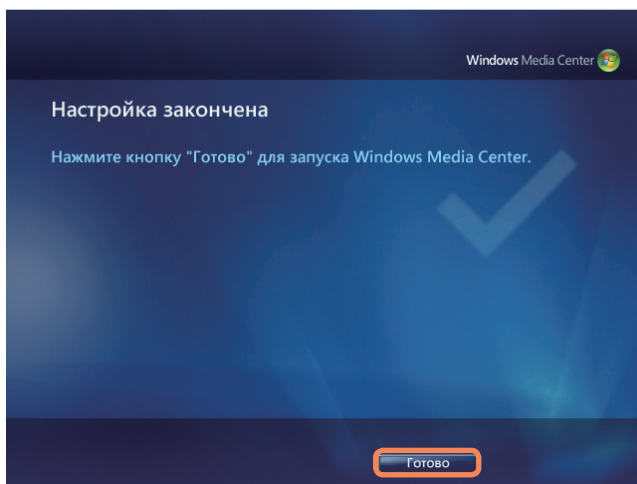 Windows Media Center
Настройка закончена
Нажмите кнопку "Готово" для запуска Windows Media Center.
Готово